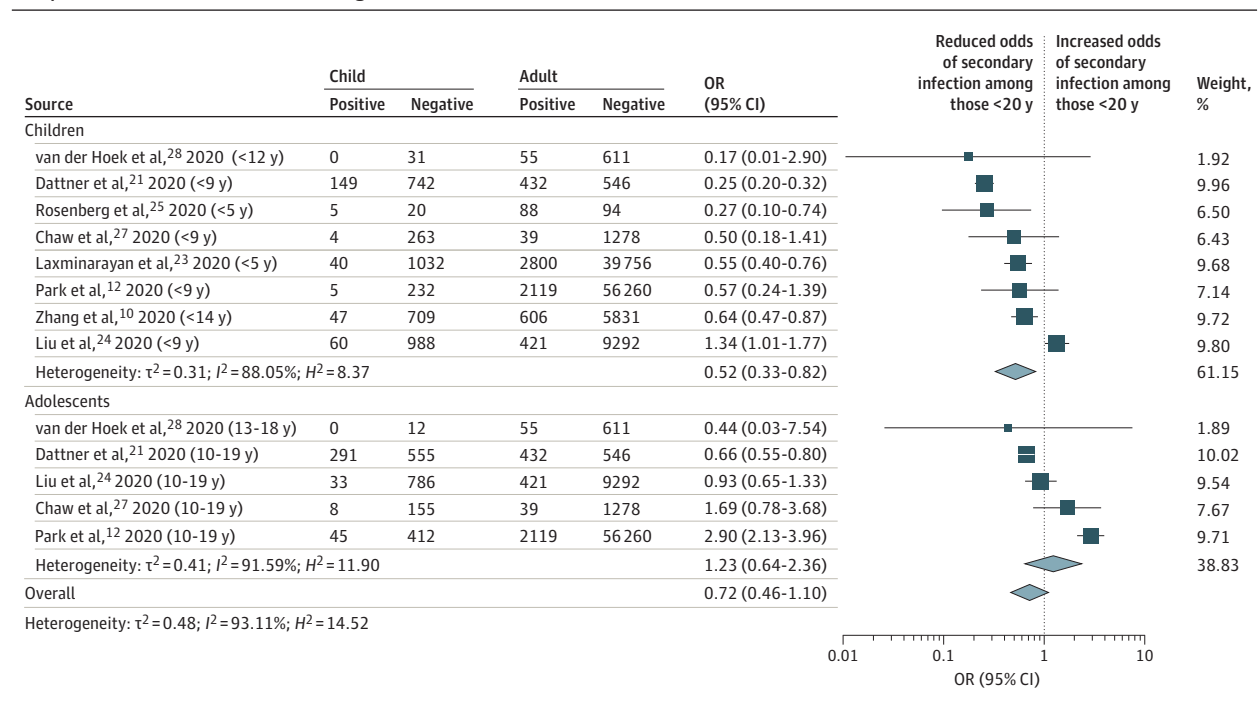 Reduced odds of secondary infection among those <20 y
Increased odds of secondary infection among those <20 y
Child Adult OR (95% CI) Weight, %
Source Positive Negative Positive Negative
Children
van der Hoek et al,28 2020 (<12 y) 0 31 55 611 0.17 (0.01-2.90) 1.92
Dattner et al,21 2020 (<9 y) 149 742 432 546 0.25 (0.20-0.32) 9.96
Rosenberg et al,25 2020 (<5 y) 5 20 88 94 0.27 (0.10-0.74) 6.50
Chaw et al,27 2020 (<9 y) 4 263 39 1278 0.50 (0.18-1.41) 6.43
Laxminarayan et al,23 2020 (<5 y) 40 1032 2800 39756 0.55 (0.40-0.76) 9.68
Park et al,12 2020 (<9 y) 5 232 2119 56260 0.57 (0.24-1.39) 7.14
Zhang et al,10 2020 (<14 y) 47 709 606 5831 0.64 (0.47-0.87) 9.72
Liu et al,24 2020 (<9 y) 60 988 421 9292 1.34 (1.01-1.77) 9.80
Heterogeneity: τ2=0.31; I2=88.05%; H2=8.37 0.52 (0.33-0.82) 61.15
Adolescents
van der Hoek et al,28 2020 (13-18 y) 0 12 55 611 0.44 (0.03-7.54) 1.89
Dattner et al,21 2020 (10-19 y) 291 555 432 546 0.66 (0.55-0.80) 10.02
Liu et al,24 2020 (10-19 y) 33 786 421 9292 0.93 (0.65-1.33) 9.54
Chaw et al,27 2020 (10-19 y) 8 155 39 1278 1.69 (0.78-3.68) 7.67
Park et al,12 2020 (10-19 y) 45 412 2119 56260 2.90 (2.13-3.96) 9.71
Heterogeneity: τ2=0.41; I2=91.59%; H2=11.90 1.23 (0.64-2.36) 38.83
Overall 0.72 (0.46-1.10)
Heterogeneity: τ2=0.48; I2=93.11%; H2=14.52
0.01 0.1 1 10
OR (95% CI)